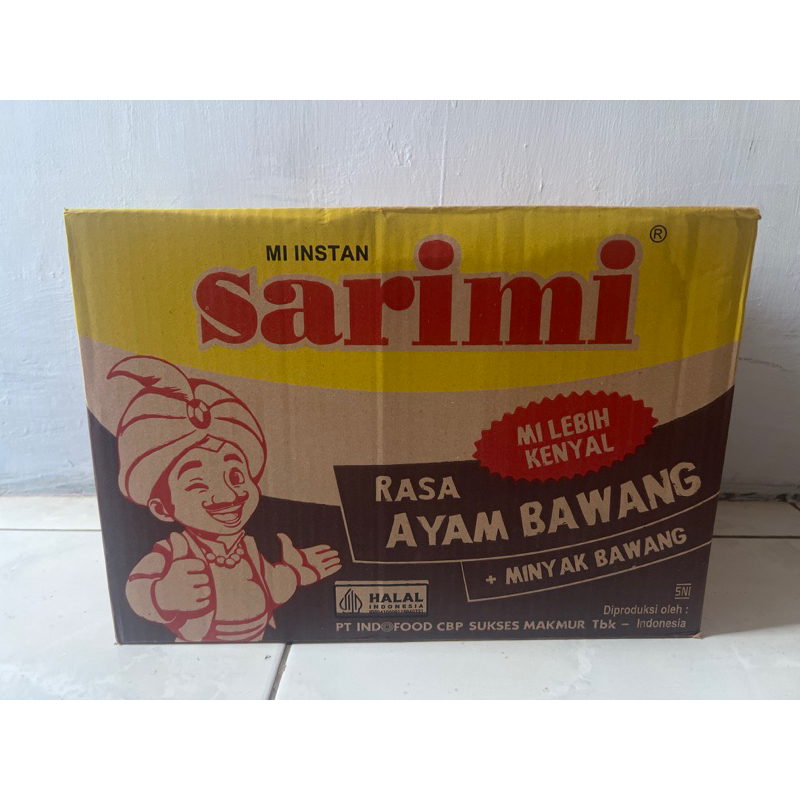 MI INSTAN
sarimi®
MI LEBIH
KENYAL
RASA
AYAM BAWANG
+ MINYAK BAWANG
HALAL
INDONESIA
SNI
Diproduksi oleh :
PT INDOFOOD CBP SUKSES MAKMUR Tbk – Indonesia